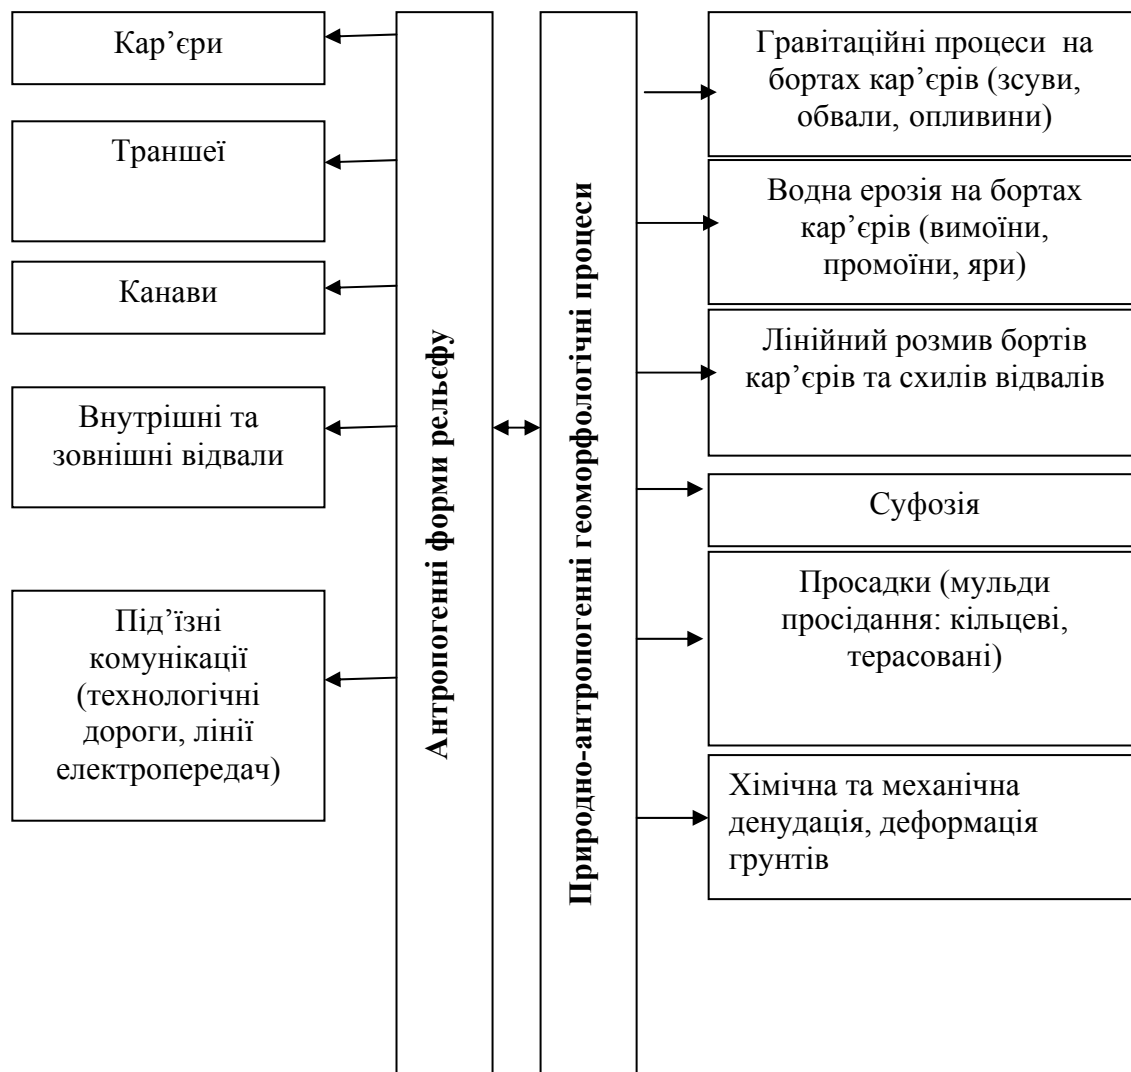 Кар’єри
Траншеї
Канави
Внутрішні та
зовнішні відвали
Під’їзні
комунікації
(технологічні
дороги, лінії
електропередач)
Антропогенні форми рельєфу
Природно-антропогенні геоморфологічні процеси
Гравітаційні процеси на
бортах кар’єрів (зсуви,
обвали, опливини)
Водна ерозія на бортах
кар’єрів (вимоїни,
промоїни, яри)
Лінійний розмив бортів
кар’єрів та схилів відвалів
Суфозія
Просадки (мульди
просідання: кільцеві,
терасовані)
Хімічна та механічна
денудація, деформація
грунтів